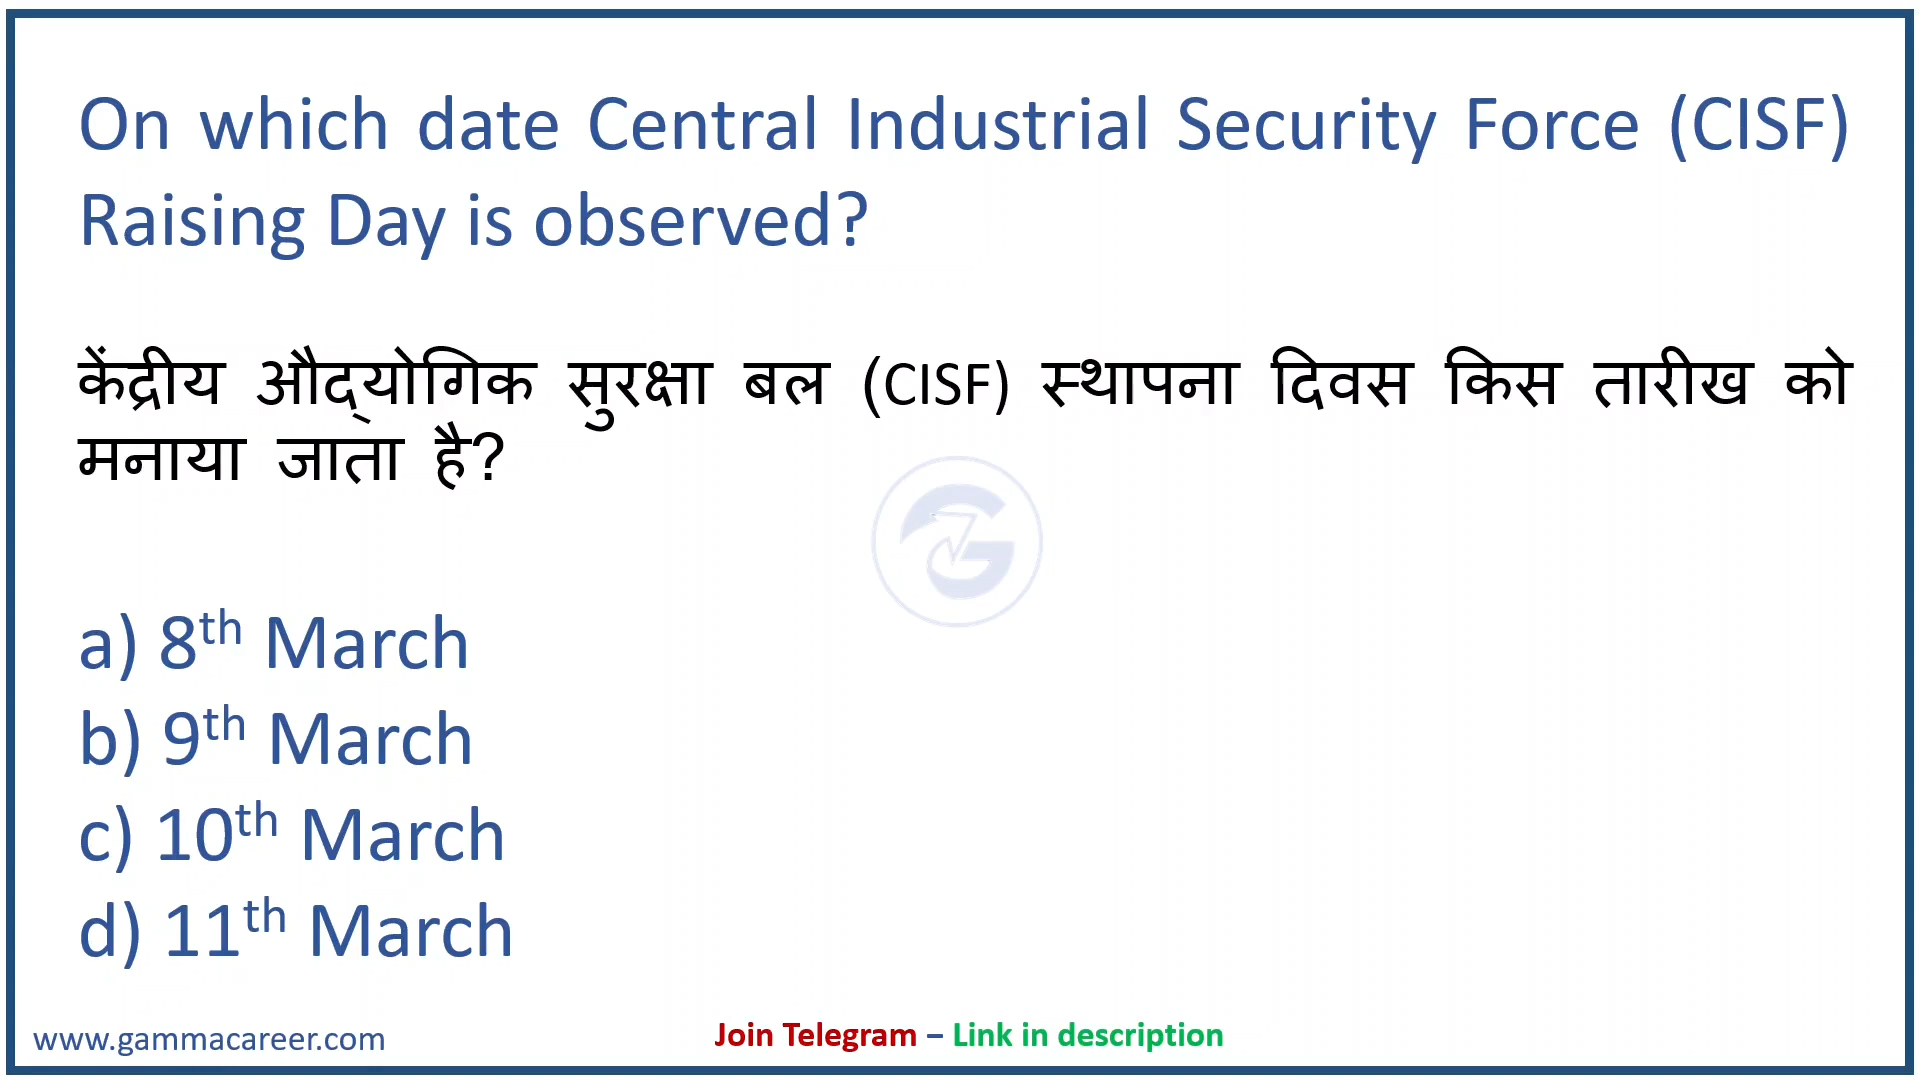 On which date Central Industrial Security Force (CISF)
Raising Day is observed?
केंद्रीय औद्योगिक सुरक्षा बल (CISF) स्थापना दिवस किस तारीख को
मनाया जाता है?
a) 8th March
b) 9th March
c) 10th March
d) 11th March
www.gammacareer.com
Join Telegram – Link in description